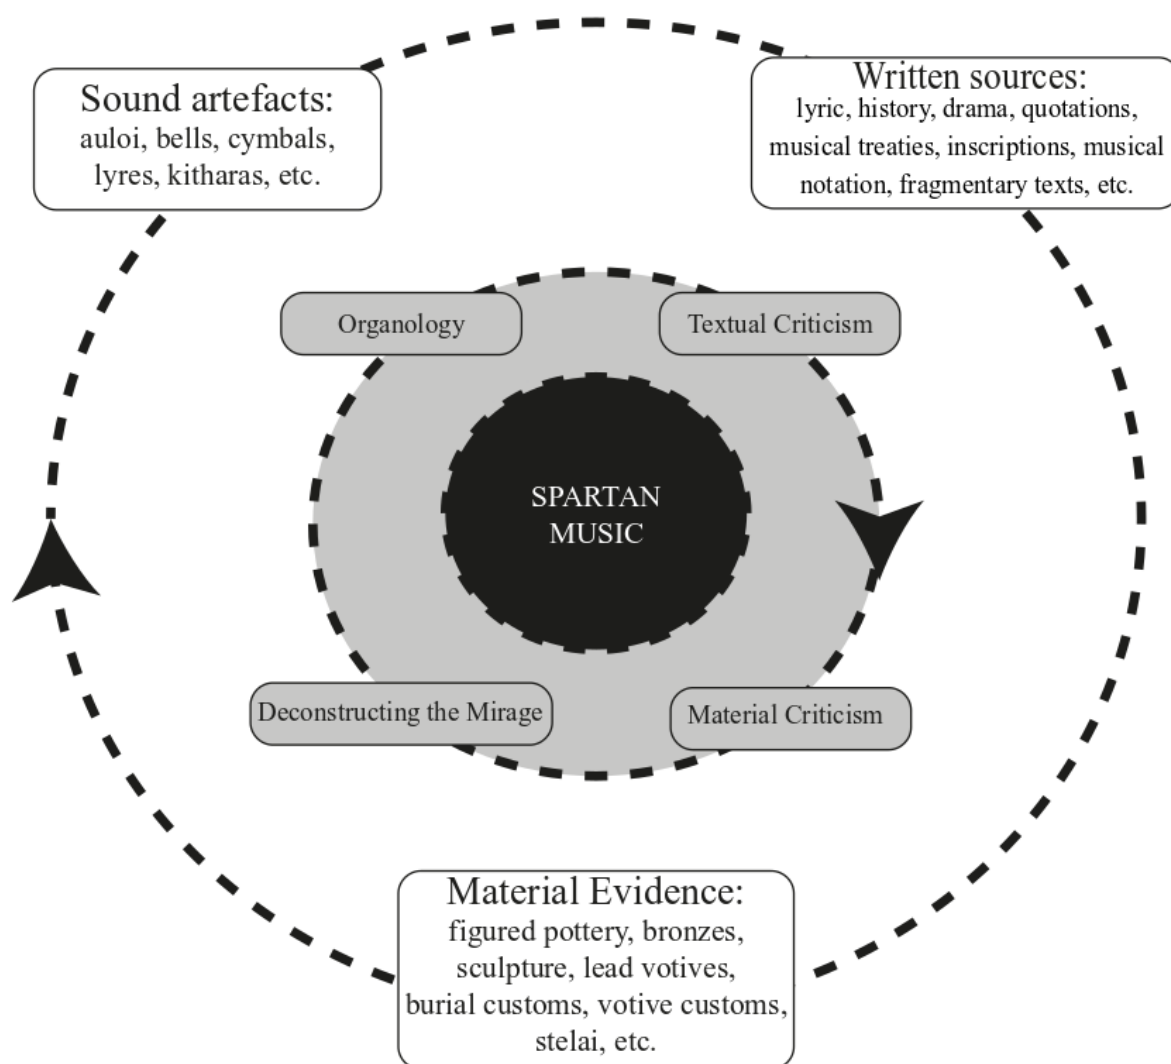 Sound artefacts:
auloi, bells, cymbals,
lyres, kitharas, etc.
Written sources:
lyric, history, drama, quotations,
musical treaties, inscriptions, musical
notation, fragmentary texts, etc.
Organology
Textual Criticism
SPARTAN
MUSIC
Deconstructing the Mirage
Material Criticism
Material Evidence:
figured pottery, bronzes,
sculpture, lead votives,
burial customs, votive customs,
stelai, etc.